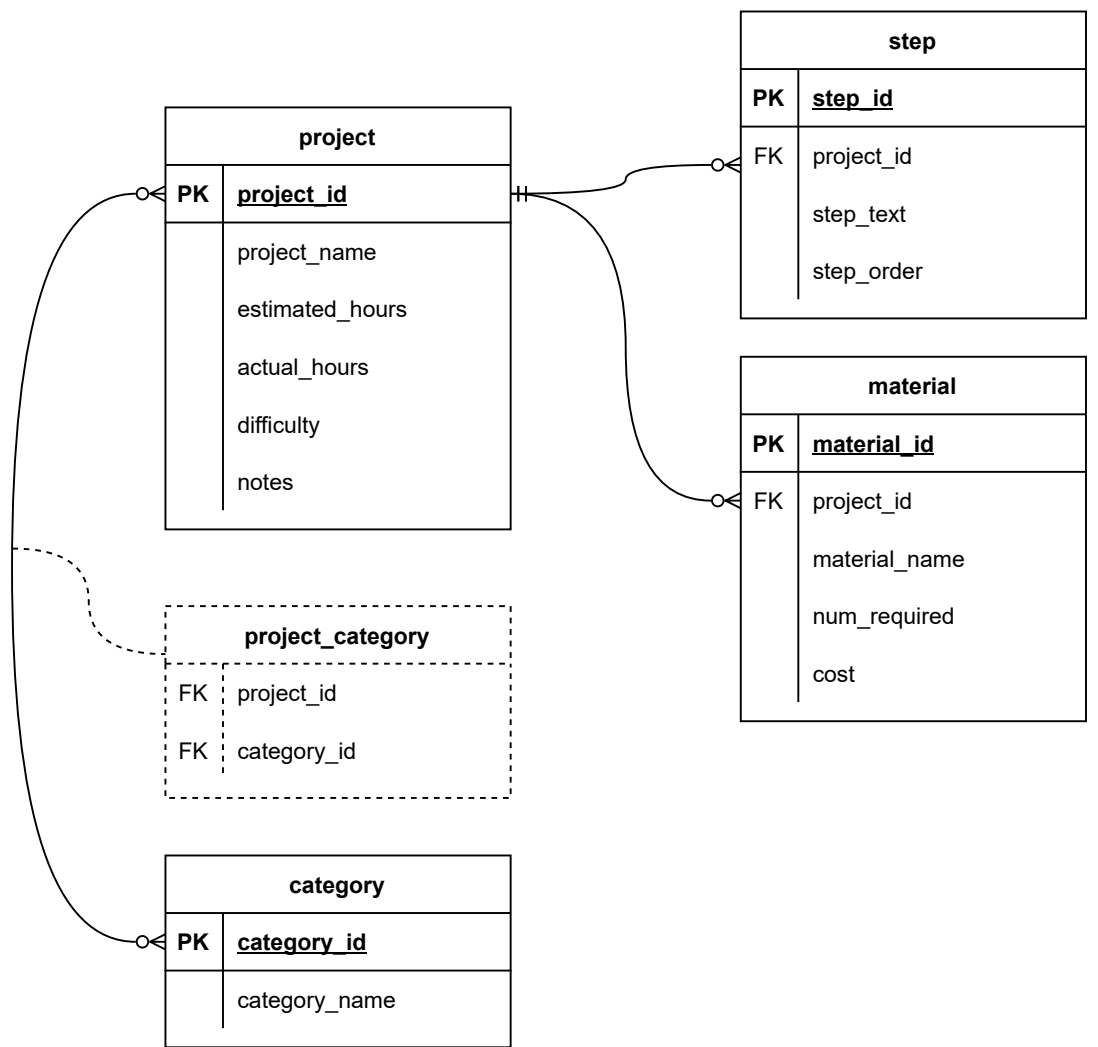 step
PK step_id
FK project_id
step_text
step_order
project
PK project_id
project_name
estimated_hours
actual_hours
difficulty
notes
material
PK material_id
FK project_id
material_name
num_required
cost
project_category
FK project_id
FK category_id
category
PK category_id
category_name